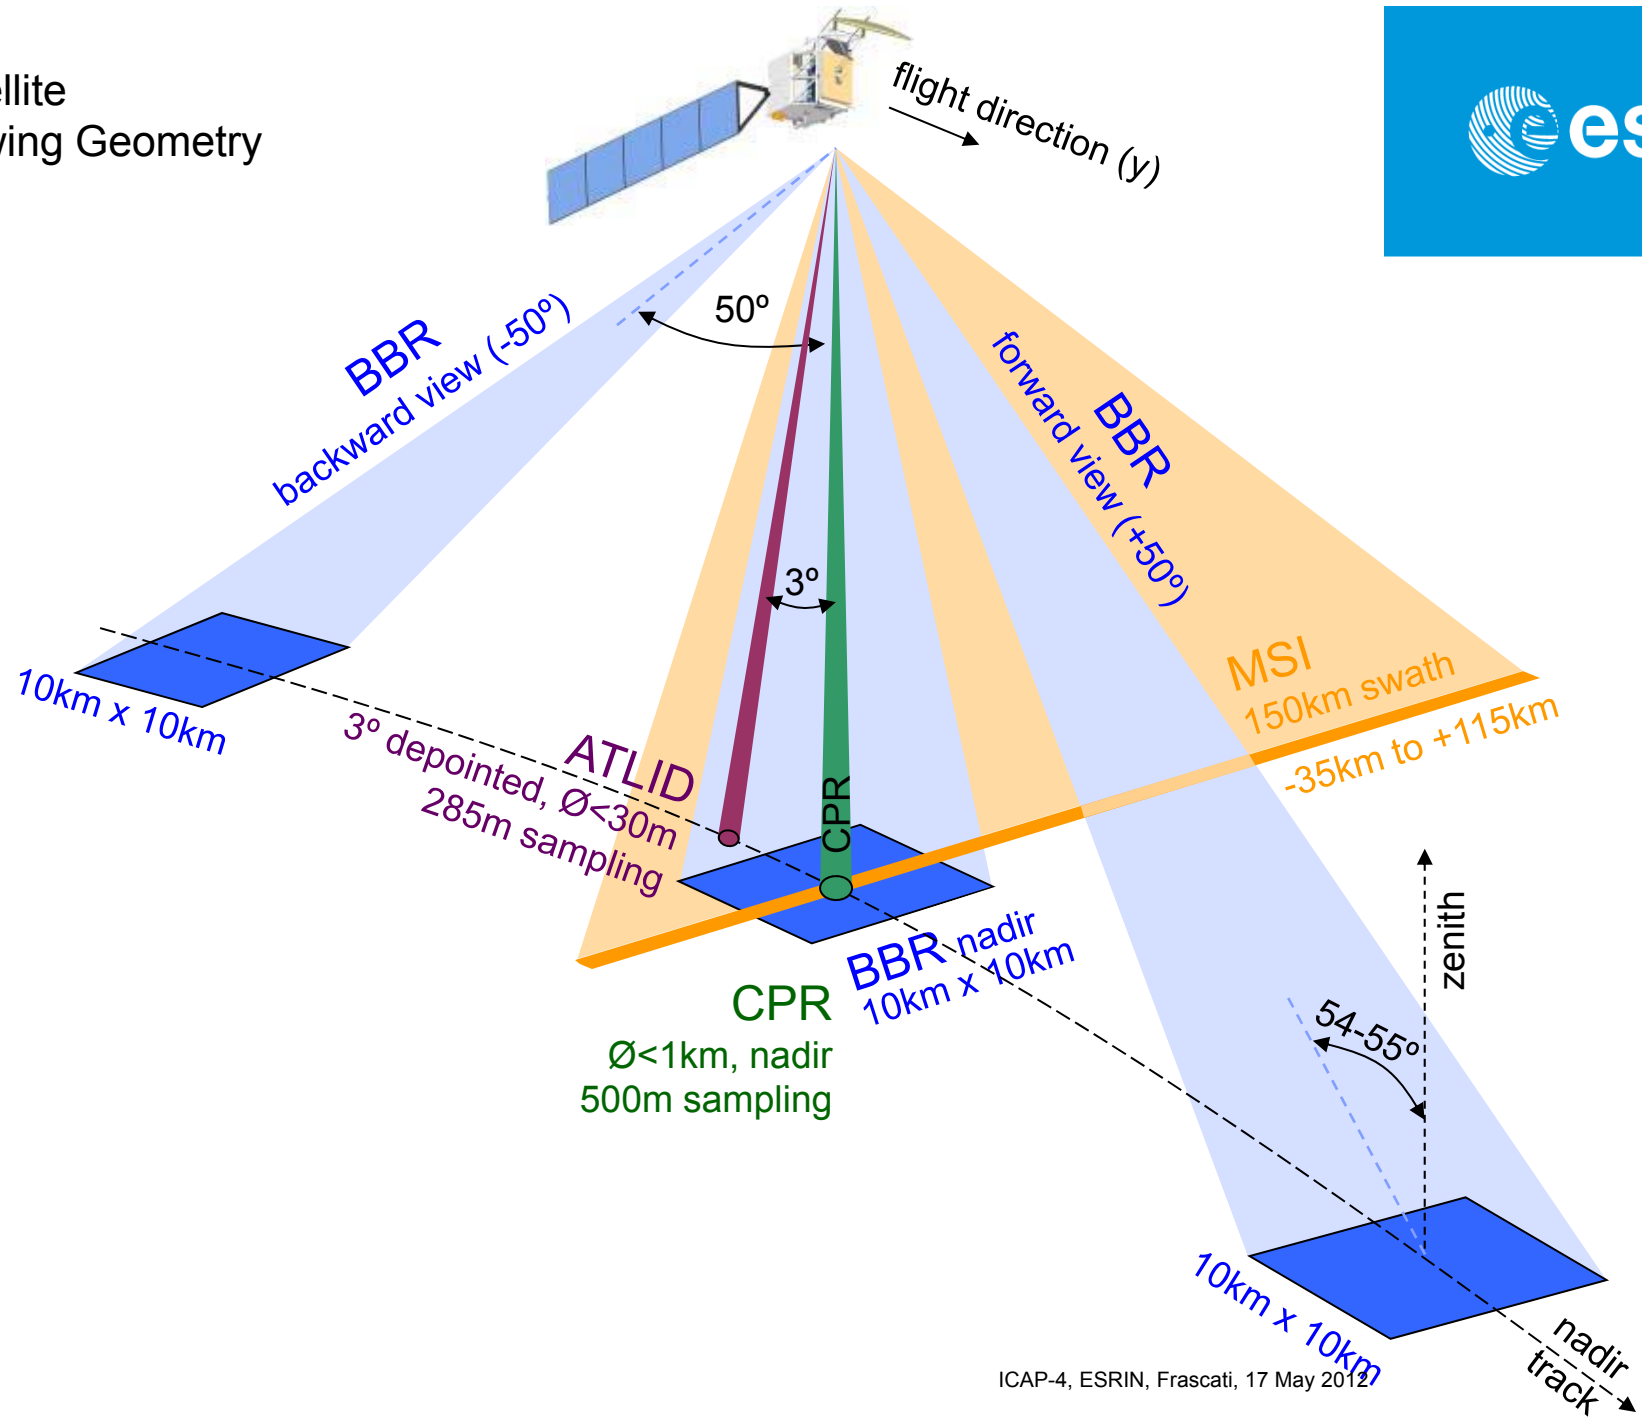 ellite
wing Geometry
flight direction (y)
es
50º
BBR
backward view (-50º)
BBR
forward view (+50º)
3º
MSI
150km swath
-35km to +115km
10km x 10km
ATLID
3º depointed, Ø<30m
285m sampling
CPR
BBR nadir
10km x 10km
CPR
Ø<1km, nadir
500m sampling
zenith
54-55º
10km x 10km
nadir
track
ICAP-4, ESRIN, Frascati, 17 May 2012